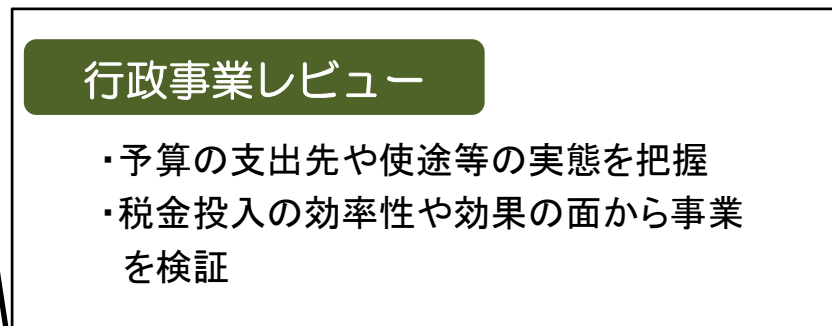 行政事業レビュー
・予算の支出先や使途等の実態を把握
・税金投入の効率性や効果の面から事業
を検証